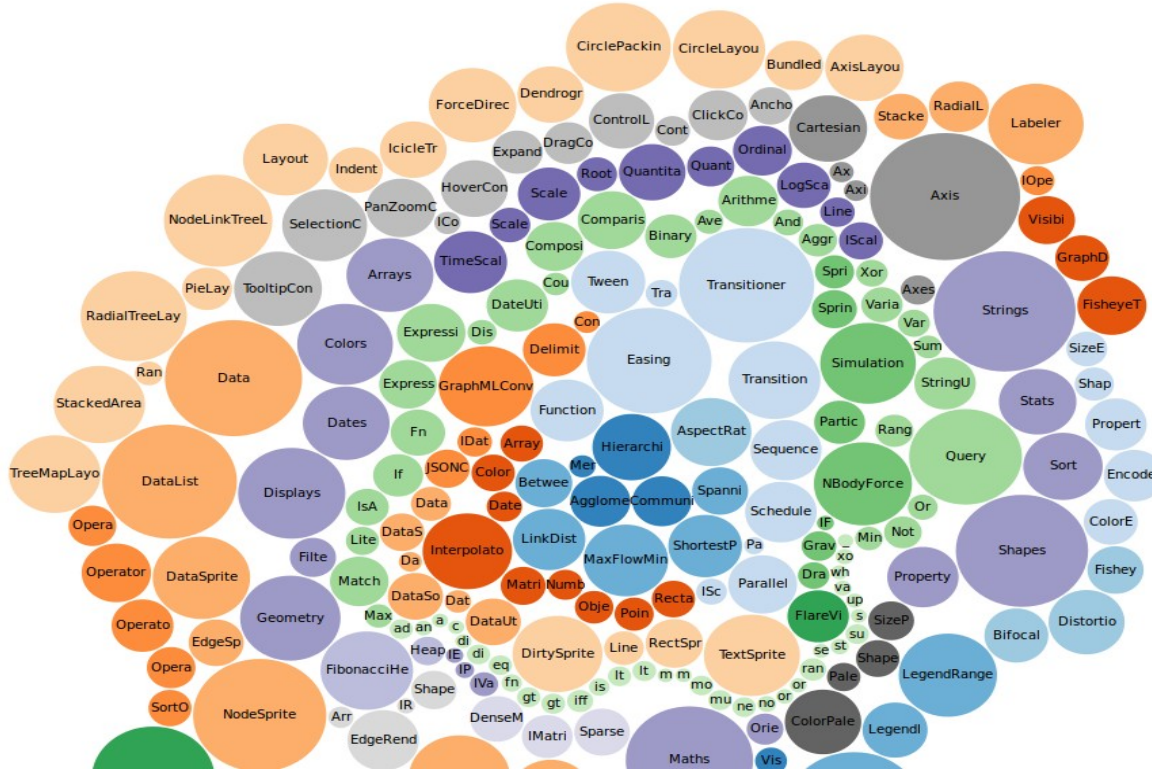 CirclePackin
CircleLayou
Bundled
AxisLayou
Dendrogr
ForceDirec
ControlL
ClickCo
Ancho
Stacke
RadialL
Labeler
Cartesian
Cont
DragCo
Expand
IcicleTr
Layout
Indent
Root
Quantita
Quant
Ordinal
Ax
Axi
Axis
IOpe
HoverCon
Scale
LogSca
PanZoomC
NodeLinkTreeL
SelectionC
ICo
Scale
Comparis
Binary
Ave
Arithme
And
Line
Visibi
Composi
Aggr
IScal
GraphD
TimeScal
Arrays
Tween
Cou
Tra
Transitioner
Spri
Xor
PieLay
TooltipCon
Axes
DateUti
Sprin
Varia
Strings
FisheyeT
RadialTreeLay
Con
Var
Expressi
Dis
Colors
Delimit
Easing
Sum
SizeE
Simulation
Ran
Data
Express
GraphMLConv
Transition
StringU
Shap
StackedArea
Function
Stats
Dates
Partic
Propert
Fn
AspectRat
Rang
IDat
Array
Hierarchi
Sequence
Query
TreeMapLayo
DataList
If
JSONC
Color
Mer
Sort
Encode
Displays
Betwee
Spanni
NBodyForce
IsA
Data
Date
Agglome
Communi
Or
Schedule
Opera
DataS
IF
ColorE
Not
Lite
Min
LinkDist
ShortestP
Pa
Grav
_
Interpolato
Shapes
Filte
MaxFlowMin
xo
Da
Operator
DataSprite
Dra
wh
Fishey
Property
Match
Matri
Numb
Parallel
va
DataSo
Dat
ISc
Recta
up
Obje
Max
Poin
FlareVi
s
SizeP
Geometry
a
DataUt
Distortio
Operato
ad
an
c
su
Bifocal
EdgeSp
di
Line
RectSpr
st
Heap
IE
di
DirtySprite
TextSprite
se
Shape
Opera
FibonacciHe
IP
eq
ran
LegendRange
lt
lt
m
m
Pale
IVa
fn
is
mo
or
Shape
gt
gt
iff
mu
ne
no
or
SortO
NodeSprite
Arr
IR
DenseM
Orie
ColorPale
LegendI
Sparse
EdgeRend
IMatri
Maths
Vis